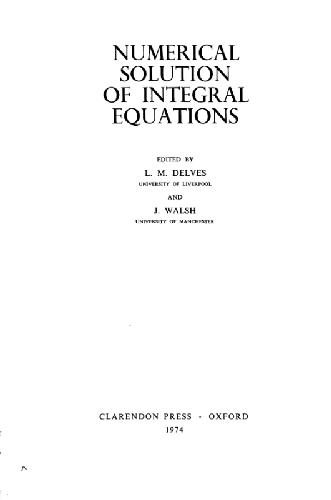 NUMERICAL
SOLUTION
OF INTEGRAL
EQUATIONS
EDITED BY
L. M. DELVES
UNIVERSITY OF LIVERPOOL
AND
J. WALSH
UNIVERSITY OF MANCHESTER
CLARENDON PRESS - OXFORD
1974